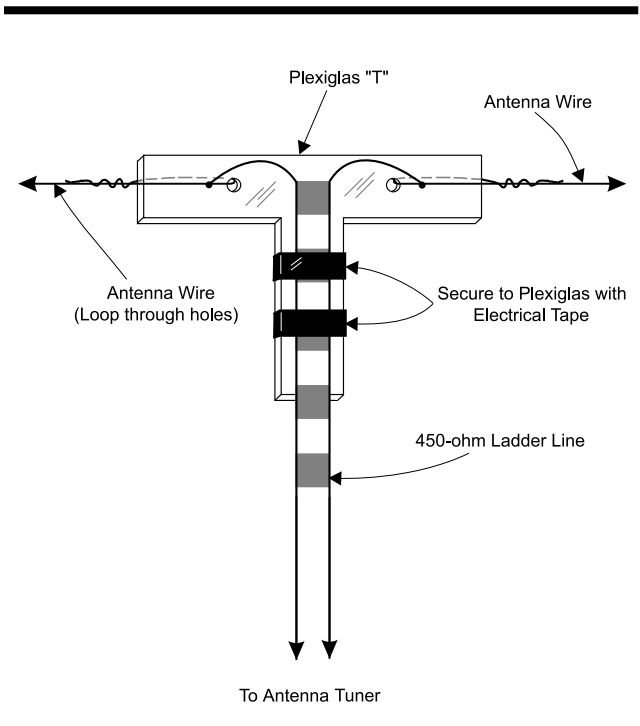 Plexiglas "T"
Antenna Wire
Antenna Wire
(Loop through holes)
Secure to Plexiglas with
Electrical Tape
450-ohm Ladder Line
To Antenna Tuner